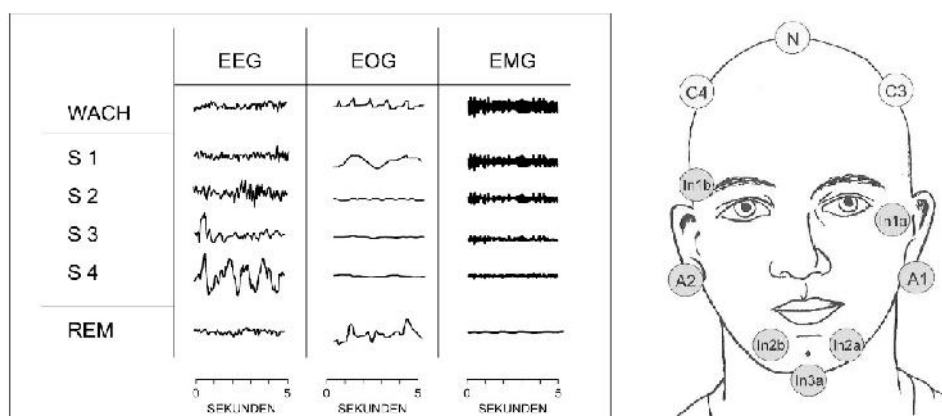 EEG EOG EMG
WACH
S 1
S 2
S 3
S 4
REM
0 5 0 5 0 5
SEKUNDEN SEKUNDEN SEKUNDEN
N
C4 C3
In1b
In1a
A2 A1
In2b In2a
In3a